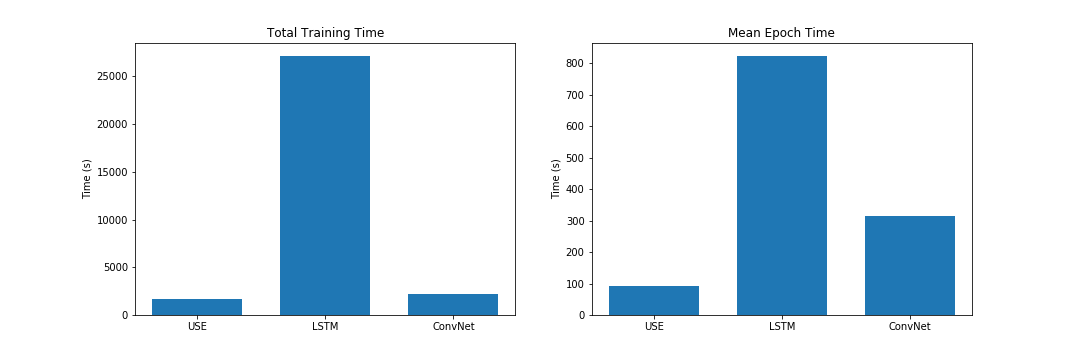 Total Training Time
Time (s)
25000
20000
15000
10000
5000
0
USE LSTM ConvNet
Mean Epoch Time
Time (s)
800
700
600
500
400
300
200
100
0
USE LSTM ConvNet